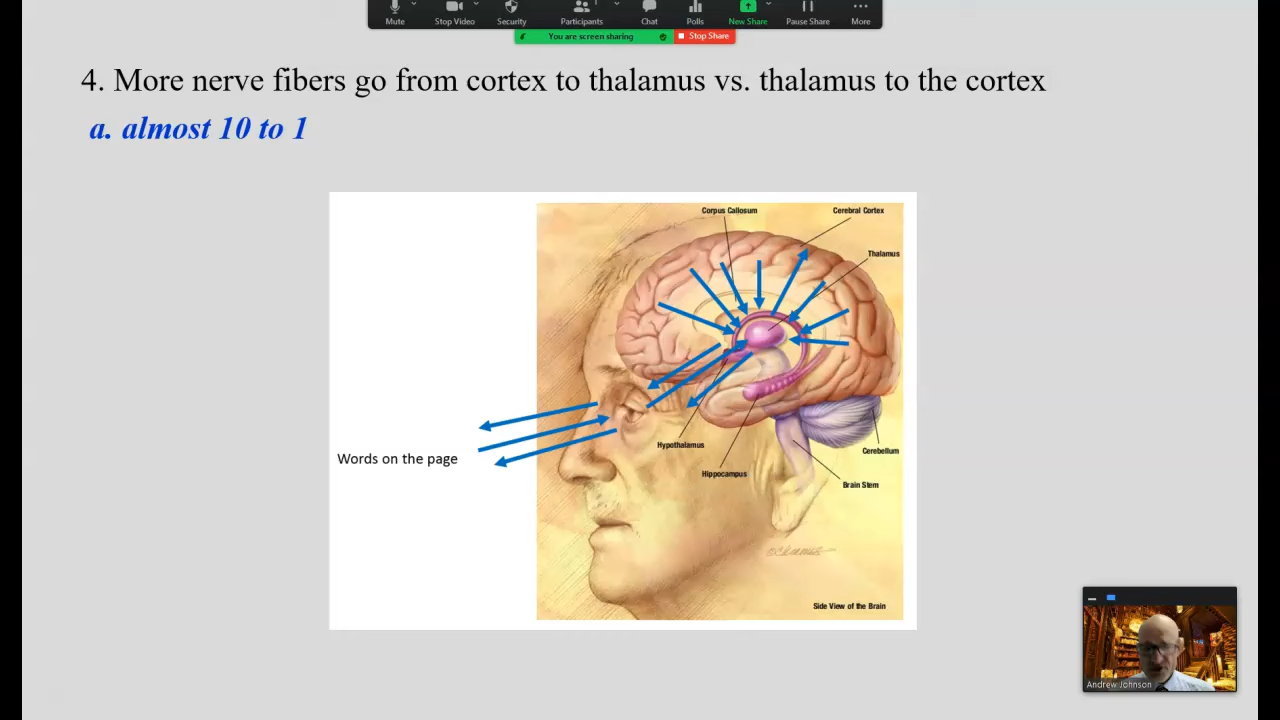 Mute
Stop Video
Security
Participants
1
Chat
Polls
New Share
Pause Share
More
You are screen sharing
Stop Share
4. More nerve fibers go from cortex to thalamus vs. thalamus to the cortex
a. almost 10 to 1
Corpus Callosum
Cerebral Cortex
Thalamus
Words on the page
Hypothalamus
Hippocampus
Cerebellum
Brain Stem
Side View of the Brain
Andrew Johnson